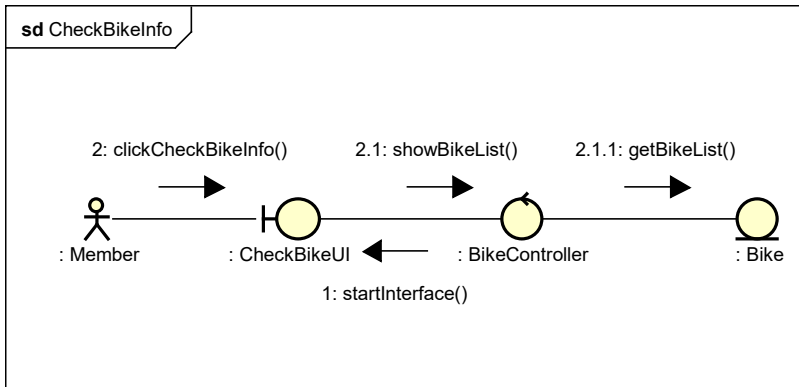 sd CheckBikeInfo
2: clickCheckBikeInfo()
2.1: showBikeList()
2.1.1: getBikeList()
: Member
: CheckBikeUI
: BikeController
: Bike
1: startInterface()